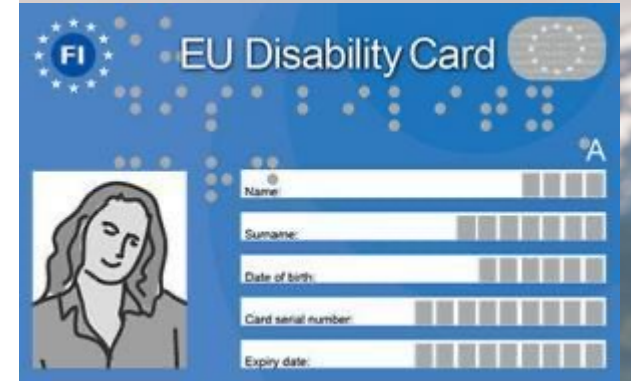 FI EU Disability Card
A
Name:
Surname:
Date of birth:
Card serial number:
Expiry date: